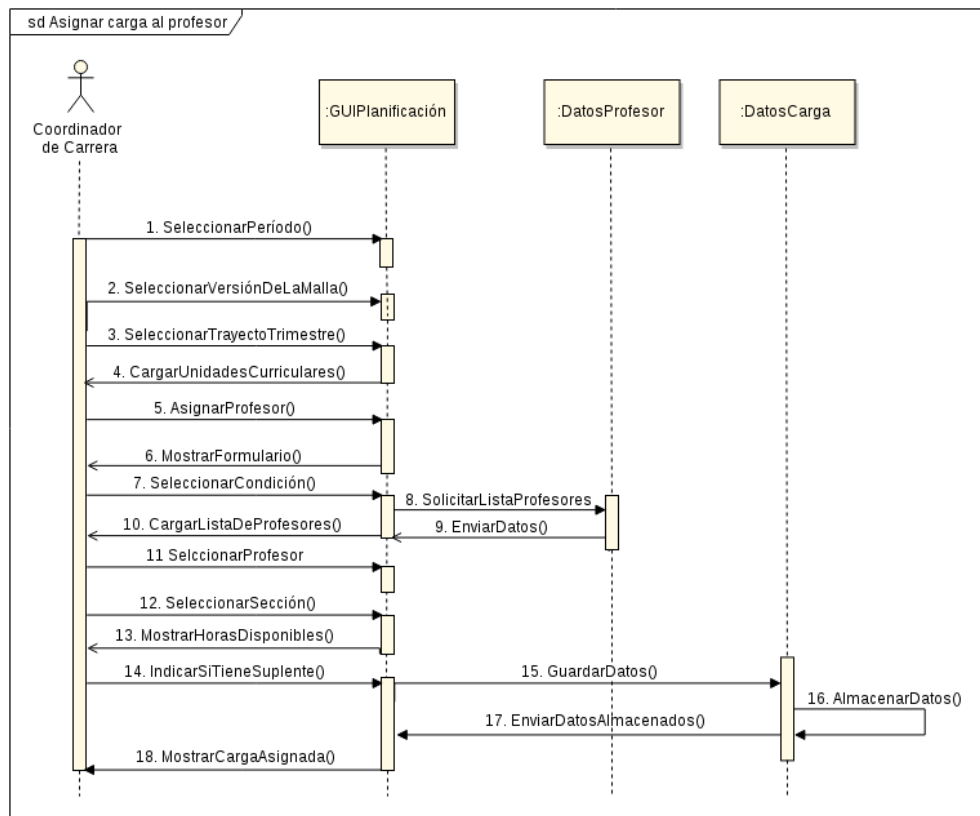 sd Asignar carga al profesor
Coordinador
de Carrera
:GUIPlanificación
:DatosProfesor
:DatosCarga
1. SeleccionarPeríodo()
2. SeleccionarVersiónDeLaMalla()
3. SeleccionarTrayectoTrimestre()
4. CargarUnidadesCurriculares()
5. AsignarProfesor()
6. MostrarFormulario()
7. SeleccionarCondición()
8. SolicitarListaProfesores
9. EnviarDatos()
10. CargarListaDeProfesores()
11 SelccionarProfesor
12. SeleccionarSección()
13. MostrarHorasDisponibles()
14. IndicarSiTieneSuplente()
15. GuardarDatos()
16. AlmacenarDatos()
17. EnviarDatosAlmacenados()
18. MostrarCargaAsignada()